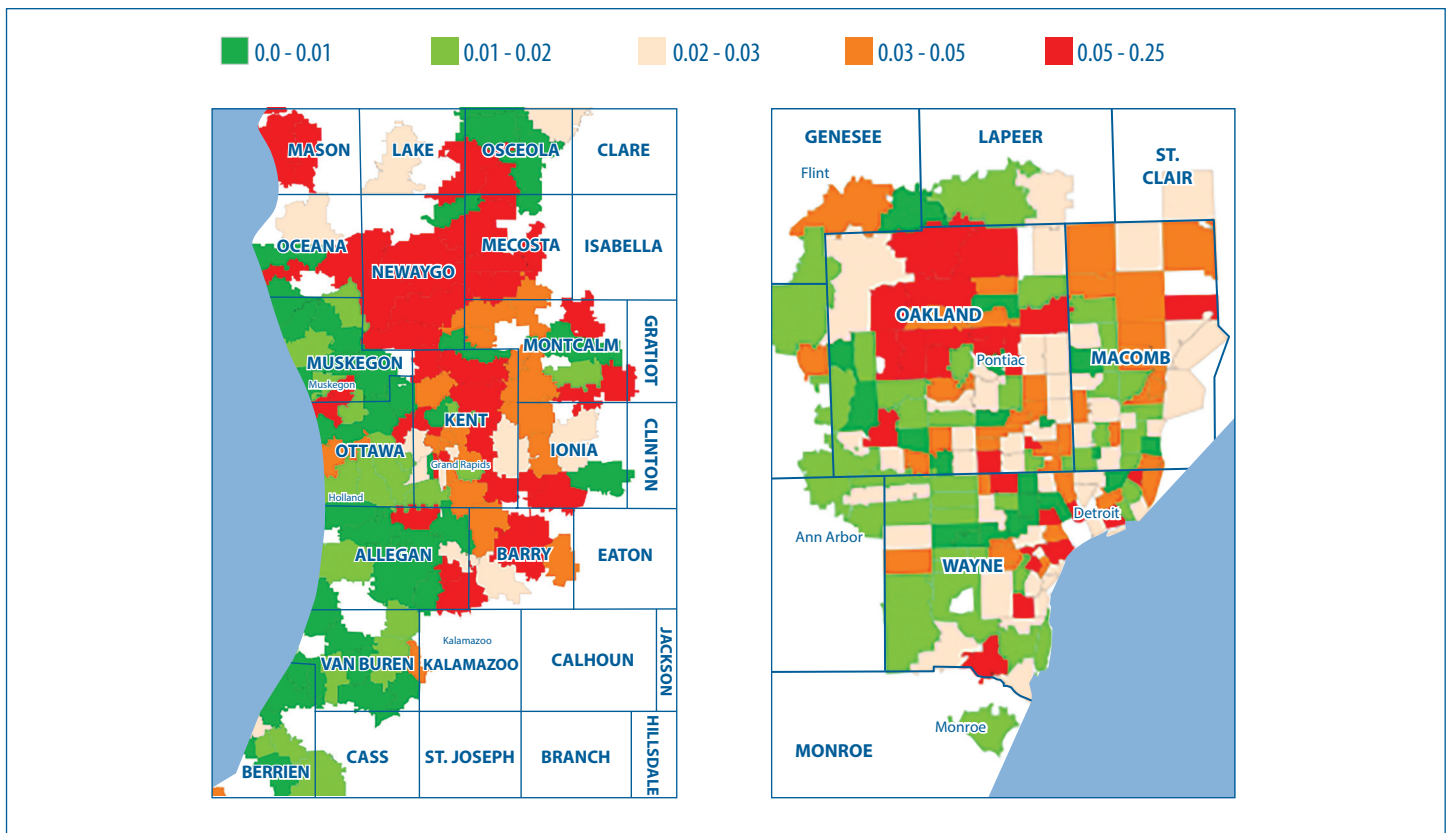 0.0 - 0.01
0.01 - 0.02
0.02 - 0.03
0.03 - 0.05
0.05 - 0.25
MASON
LAKE
OSCEOLA
CLARE
OCEANA
NEWAYGO
MECOSTA
ISABELLA
MUSKEGON
Muskegon
MONTCALM
GRATIOT
OTTAWA
Holland
KENT
Grand Rapids
IONIA
CLINTON
ALLEGAN
BARRY
EATON
VAN BUREN
Kalamazoo
KALAMAZOO
CALHOUN
JACKSON
BERRIEN
CASS
ST. JOSEPH
BRANCH
HILLSDALE
GENESEE
Flint
LAPEER
ST.
CLAIR
OAKLAND
Pontiac
MACOMB
Ann Arbor
WAYNE
Detroit
Monroe
MONROE